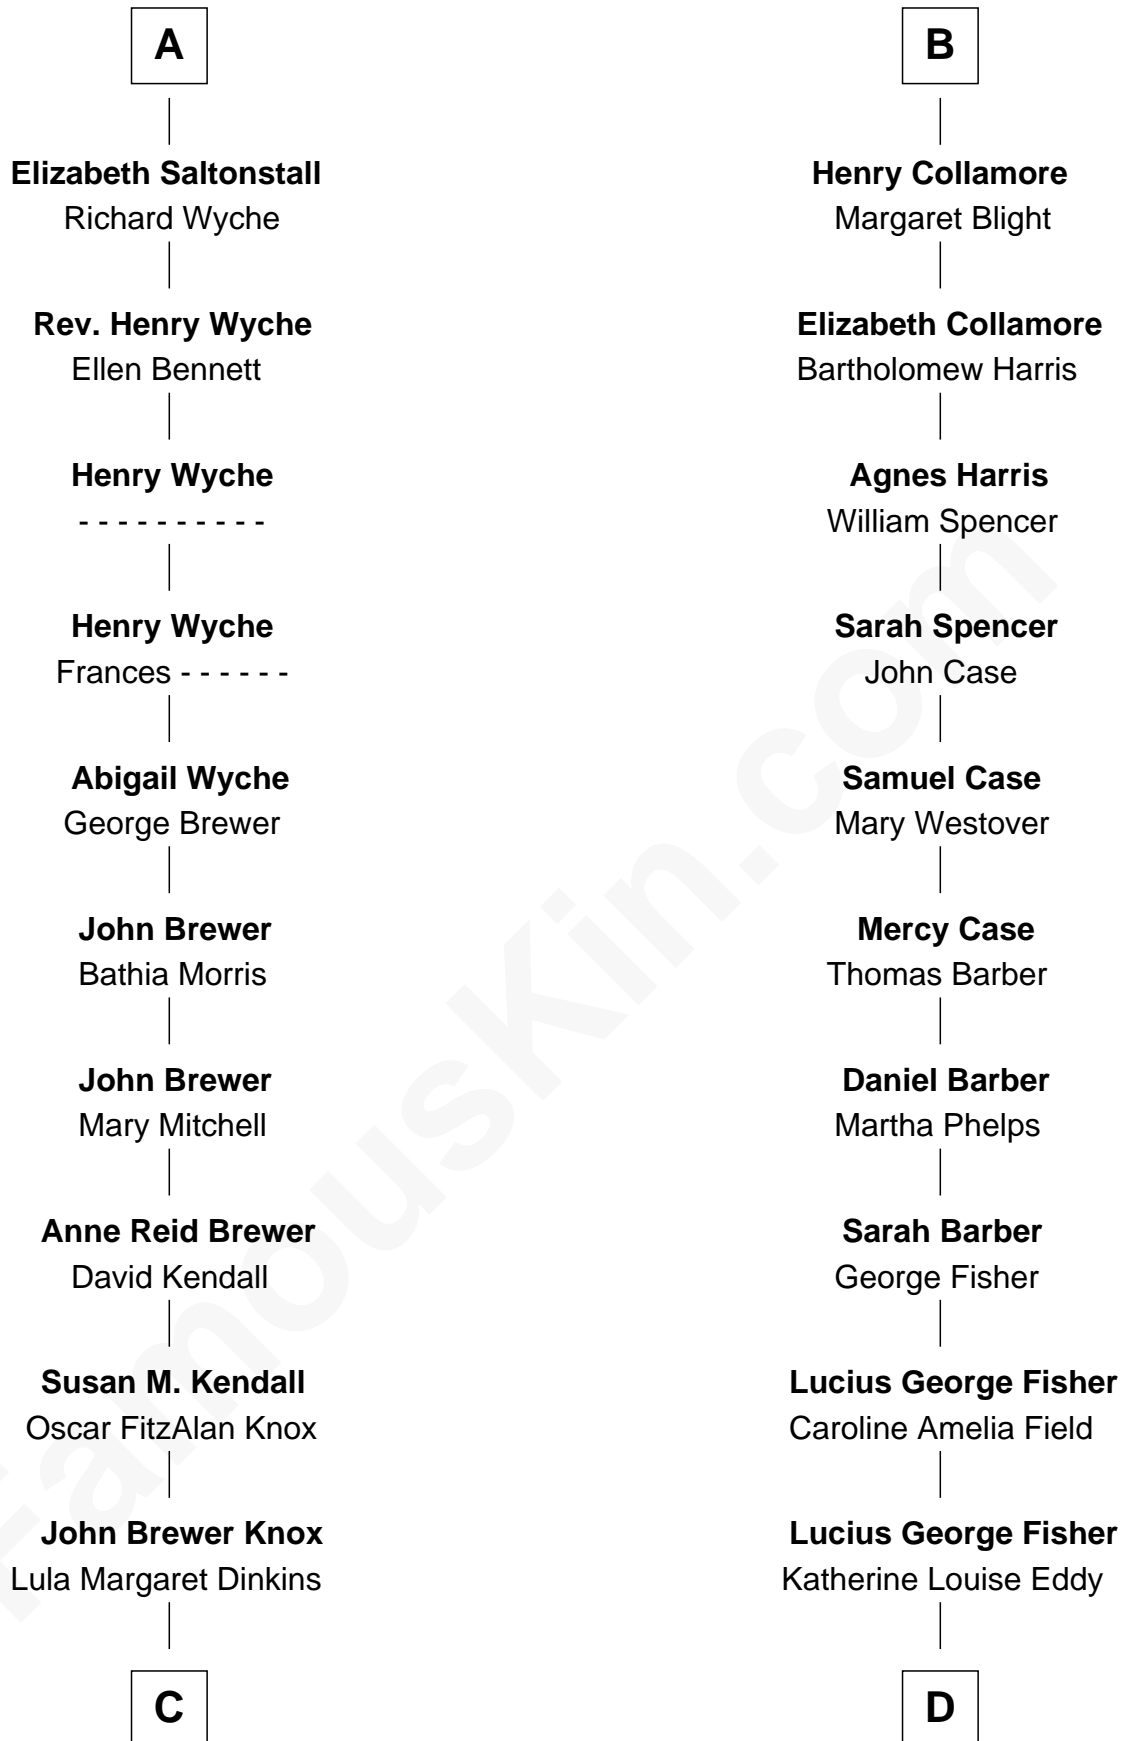 A
Elizabeth Saltonstall
Richard Wyche
Rev. Henry Wyche
Ellen Bennett
Henry Wyche
- - - - - - - - - -
Henry Wyche
Frances - - - - - -
Abigail Wyche
George Brewer
John Brewer
Bathia Morris
John Brewer
Mary Mitchell
Anne Reid Brewer
David Kendall
Susan M. Kendall
Oscar FitzAlan Knox
John Brewer Knox
Lula Margaret Dinkins
C
B
Henry Collamore
Margaret Blight
Elizabeth Collamore
Bartholomew Harris
Agnes Harris
William Spencer
Sarah Spencer
John Case
Samuel Case
Mary Westover
Mercy Case
Thomas Barber
Daniel Barber
Martha Phelps
Sarah Barber
George Fisher
Lucius George Fisher
Caroline Amelia Field
Lucius George Fisher
Katherine Louise Eddy
D
FamousKin.com